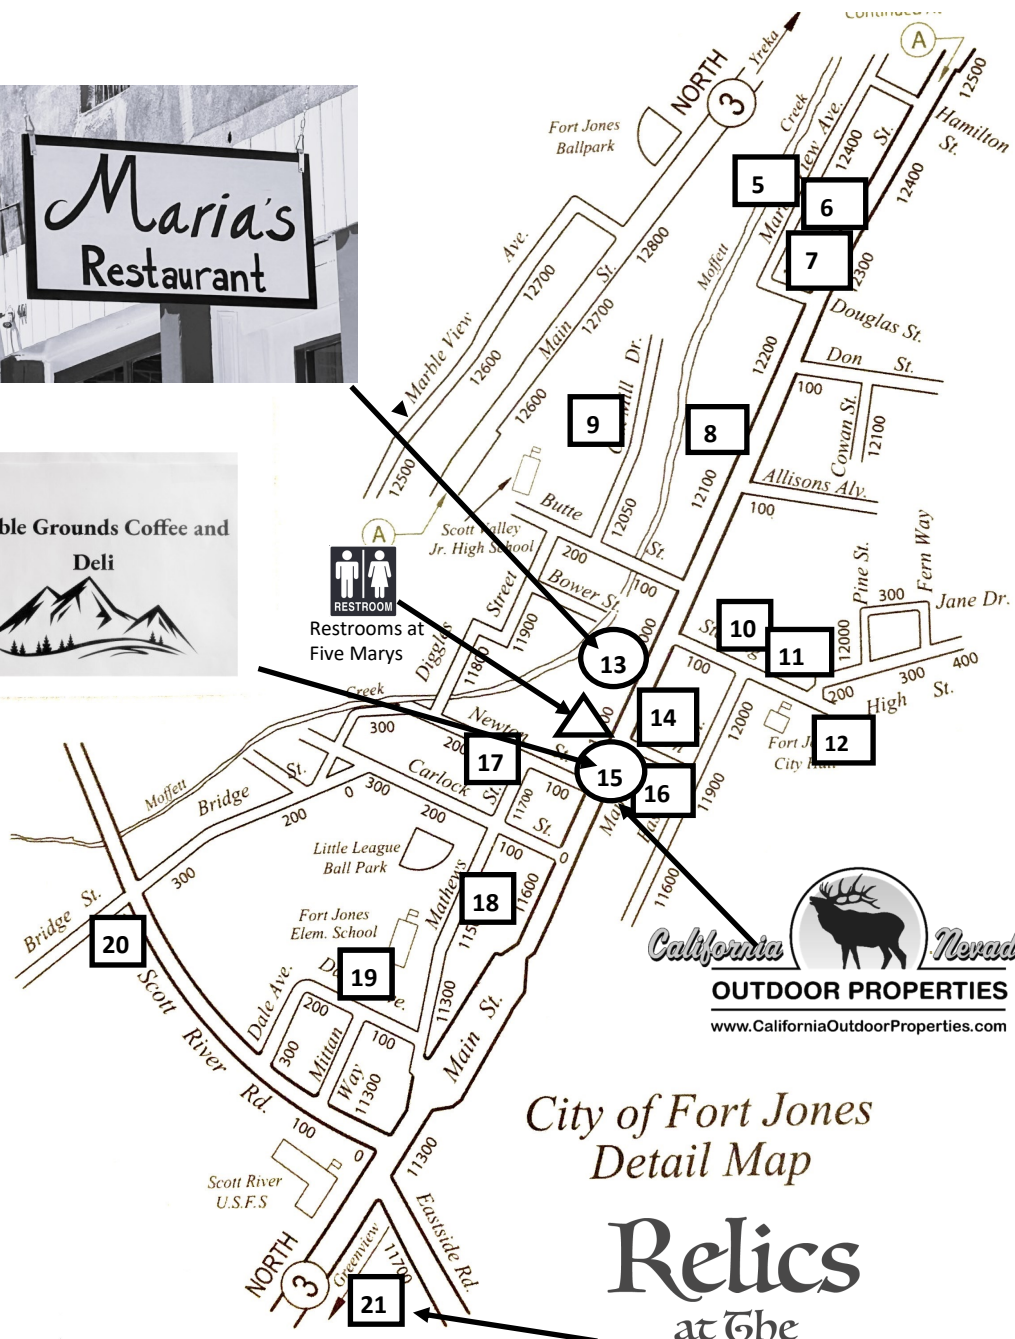 A
12500
Hamilton
St.
Yreka
NORTH
3
Fort Jones
Ballpark
Creek
Ave.
12400
St.
12400
5
6
7
Maria's
Restaurant
Ave.
12700
12800
St.
12700
Main
Marble View
12600
12600
12500
Moffett
12200
Douglas St.
Don
St.
100
Cowan St.
12100
Dr.
9
8
12100
Allisons Aly.
100
Grounds Coffee and
Deli
A
Scott Valley
Jr. High School
Butte
12050
St.
200
100
Bower St.
RESTROOM
Restrooms at
Five Marys
Street
Diggles
11900
11800
13
10
11
Pine St.
Fern Way
300
Jane Dr.
12000
100
200
300
400
High
St.
12000
Fort
City
12
14
Creek
300
200
17
St.
15
16
11900
11600
Moffett
Bridge
St.
0
300
200
Carlock
200
St.
11700
100
St.
100
0
300
Little League
Ball Park
Mathews
18
11600
Bridge St.
20
Fort Jones
Elem. School
19
California
OUTDOOR PROPERTIES
www.CaliforniaOutdoorProperties.com
Scott River Rd.
Dale Ave.
200
300
Mittan
Way
100
11300
11300
Main St.
City of Fort Jones
Detail Map
100
0
11300
Scott River
U.S.F.S
Eastside Rd.
NORTH
3
Greenview
11700
21
Relics
at The